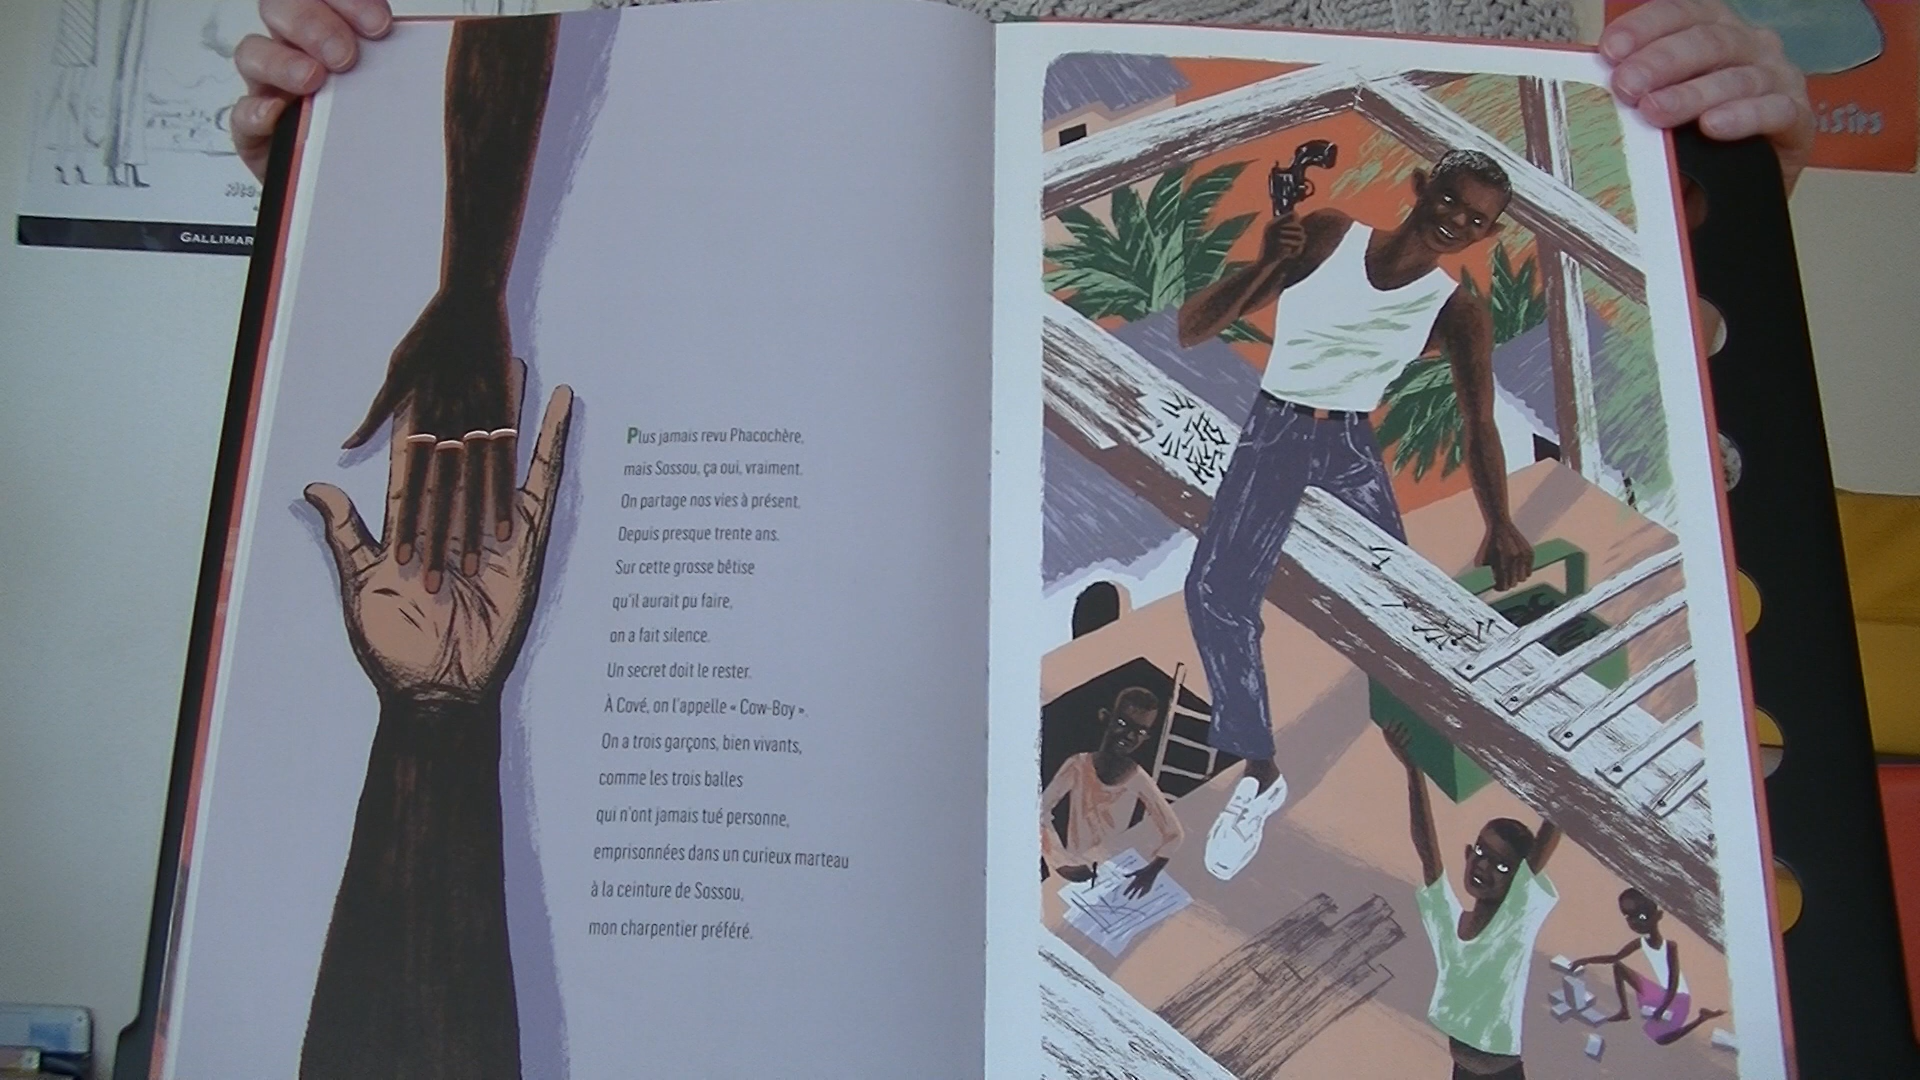 GALLIMAR
Plus jamais revu Phacochère,
mais Sossou, ça oui, vraiment.
On partage nos vies à présent.
Depuis presque trente ans.
Sur cette grosse bêtise
qu'il aurait pu faire,
on a fait silence.
Un secret doit le rester.
À Cové, on l'appelle « Cow-Boy ».
On a trois garçons, bien vivants,
comme les trois balles
qui n'ont jamais tué personne,
emprisonnées dans un curieux marteau
à la ceinture de Sossou,
mon charpentier préféré.